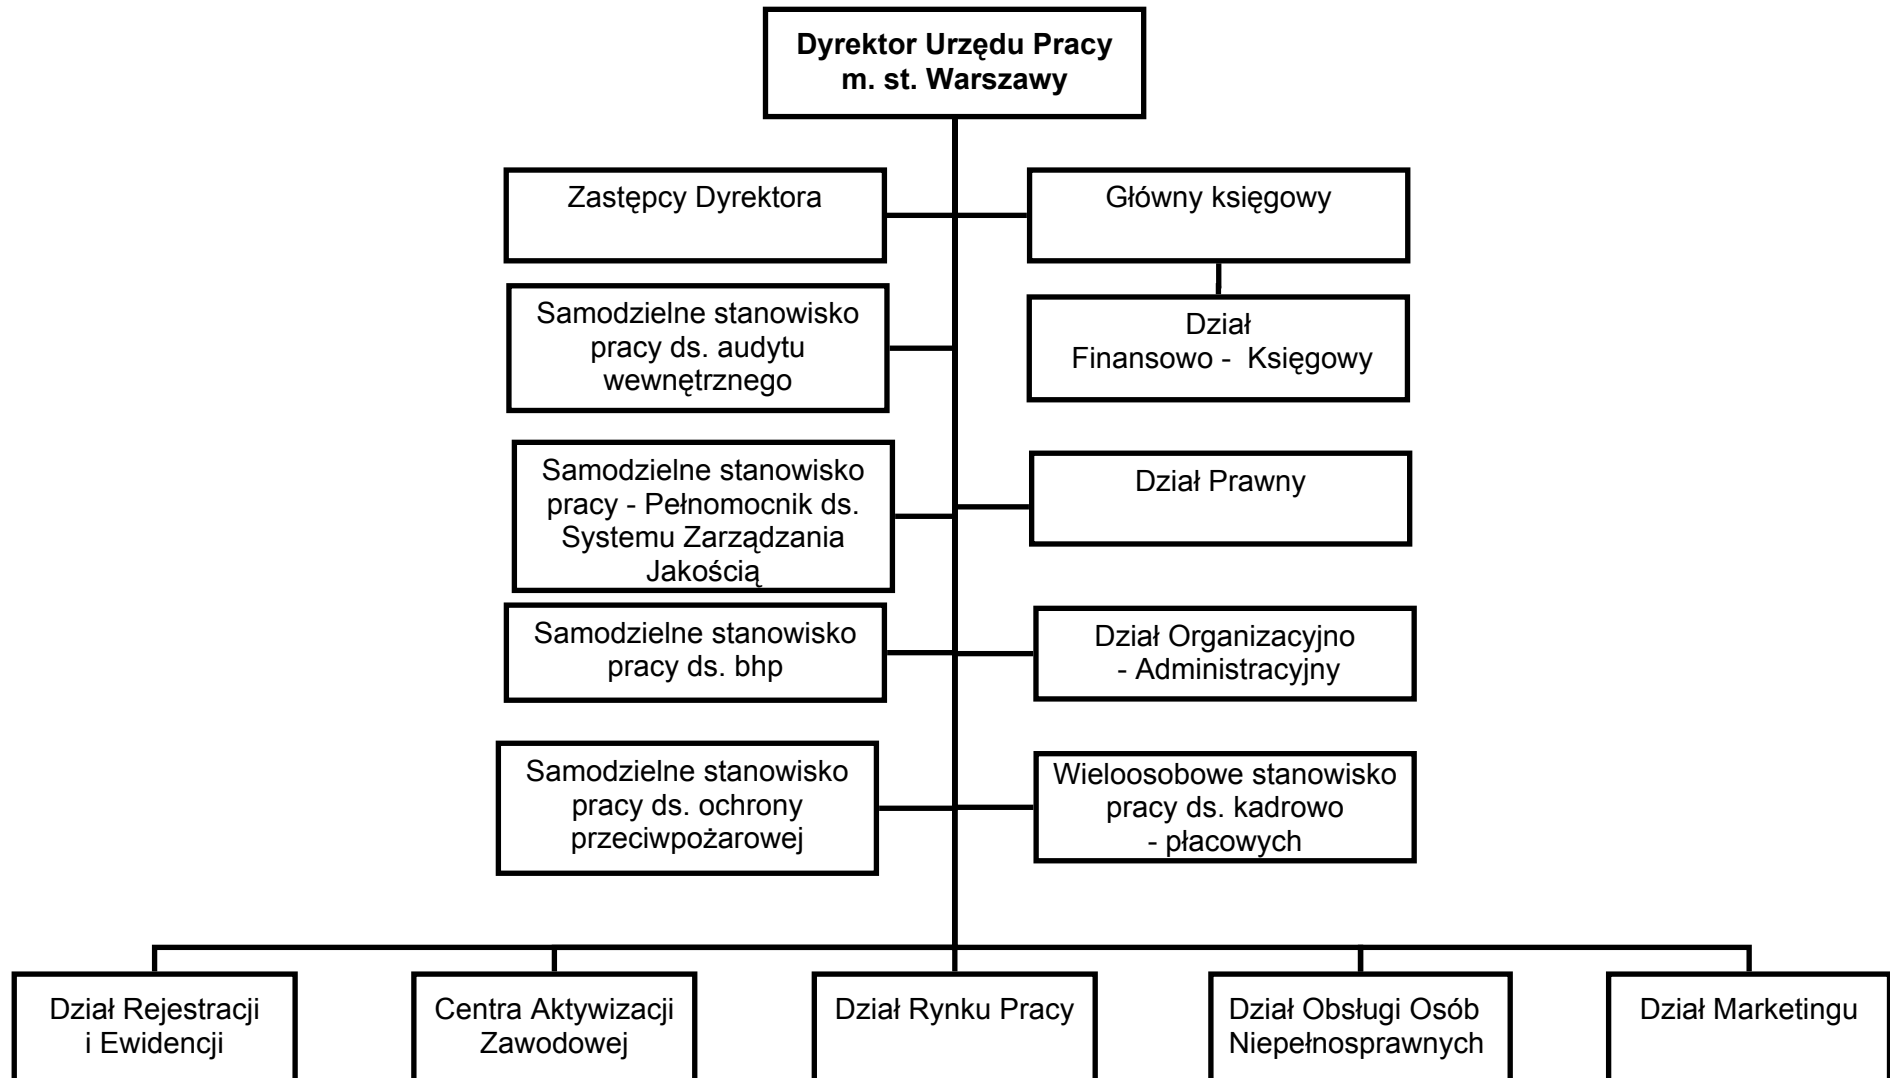 Dyrektor Urzędu Pracy
m. st. Warszawy
Zastępcy Dyrektora
Główny księgowy
Samodzielne stanowisko
pracy ds. audytu
wewnętrznego
Dział
Finansowo - Księgowy
Samodzielne stanowisko
pracy - Pełnomocnik ds.
Systemu Zarządzania
Jakością
Dział Prawny
Samodzielne stanowisko
pracy ds. bhp
Dział Organizacyjno
- Administracyjny
Samodzielne stanowisko
pracy ds. ochrony
przeciwpożarowej
Wieloosobowe stanowisko
pracy ds. kadrowo
- płacowych
Dział Rejestracji
i Ewidencji
Centra Aktywizacji
Zawodowej
Dział Rynku Pracy
Dział Obsługi Osób
Niepełnosprawnych
Dział Marketingu